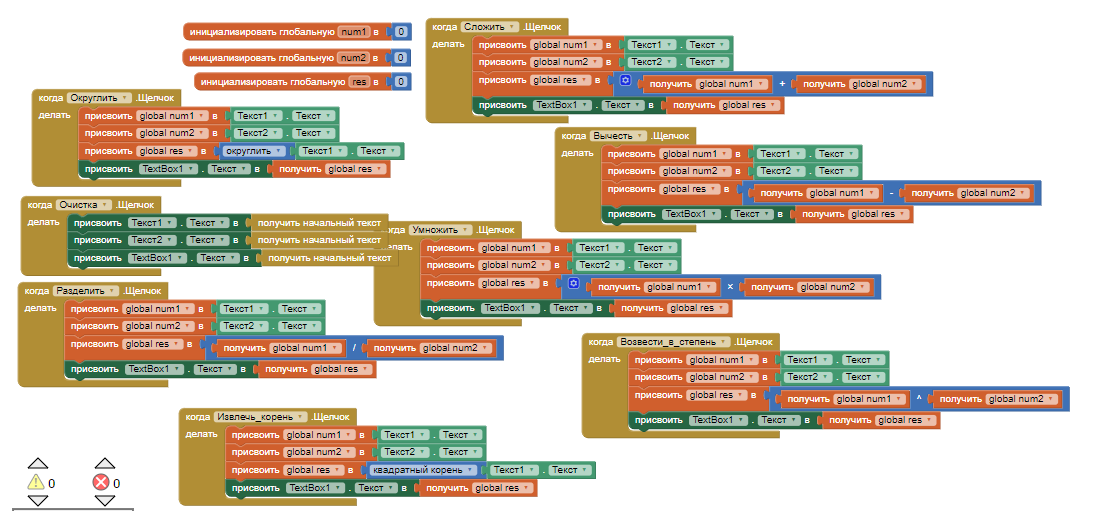 инициализировать глобальную num1 в 0
инициализировать глобальную num2 в 0
инициализировать глобальную res в 0
когда Сложить .Щелчок
делать присвоить global num1 в Текст1 . Текст
присвоить global num2 в Текст2 . Текст
присвоить global res в получить global num1 + получить global num2
присвоить TextBox1 . Текст в получить global res
когда Округлить .Щелчок
делать присвоить global num1 в Текст1 . Текст
присвоить global num2 в Текст2 . Текст
присвоить global res в округлить Текст1 . Текст
присвоить TextBox1 . Текст в получить global res
когда Вычесть .Щелчок
делать присвоить global num1 в Текст1 . Текст
присвоить global num2 в Текст2 . Текст
присвоить global res в получить global num1 - получить global num2
присвоить TextBox1 . Текст в получить global res
когда Очистка .Щелчок
делать присвоить Текст1 . Текст в получить начальный текст
присвоить Текст2 . Текст в получить начальный текст
присвоить TextBox1 . Текст в получить начальный текст
Умножить .Щелчок
присвоить global num1 в Текст1 . Текст
присвоить global num2 в Текст2 . Текст
присвоить global res в получить global num1 × получить global num2
присвоить TextBox1 . Текст в получить global res
когда Разделить .Щелчок
делать присвоить global num1 в Текст1 . Текст
присвоить global num2 в Текст2 . Текст
присвоить global res в получить global num1 / получить global num2
присвоить TextBox1 . Текст в получить global res
когда Возвести_в_степень .Щелчок
делать присвоить global num1 в Текст1 . Текст
присвоить global num2 в Текст2 . Текст
присвоить global res в получить global num1 ^ получить global num2
присвоить TextBox1 . Текст в получить global res
когда Извлечь_корень .Щелчок
делать присвоить global num1 в Текст1 . Текст
присвоить global num2 в Текст2 . Текст
присвоить global res в квадратный корень Текст1 . Текст
присвоить TextBox1 . Текст в получить global res
0 0